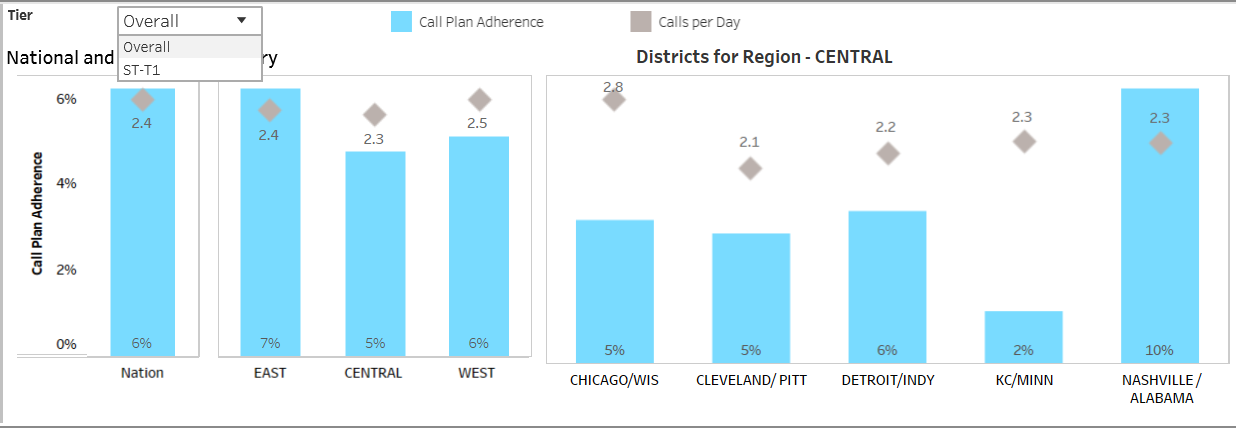 Tier
Overall
Overall
ST-T1
Call Plan Adherence
Calls per Day
National and
ry
Districts for Region - CENTRAL
Call Plan Adherence
6%
4%
2%
0%
2.4
6%
Nation
2.4
2.3
2.5
7%
5%
6%
EAST
CENTRAL
WEST
2.8
2.1
2.2
2.3
2.3
5%
5%
6%
2%
10%
CHICAGO/WIS
CLEVELAND/ PITT
DETROIT/INDY
KC/MINN
NASHVILLE /
ALABAMA